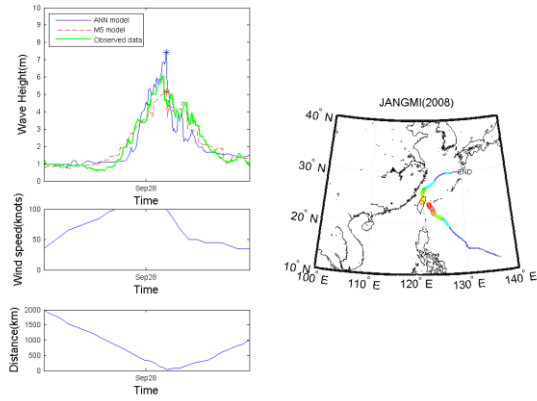 10
9
8
7
6
5
4
3
2
1
0
Wave Height(m)
ANN model
M5 model
Observed data
Sep28
Time
100
50
0
Wind speed(knots)
Sep28
Time
2000
1500
1000
500
0
Distance(km)
Sep28
Time
JANGMI(2008)
40° N
30° N
20° N
10° N
100° E
110° E
120° E
130° E
140° E
END